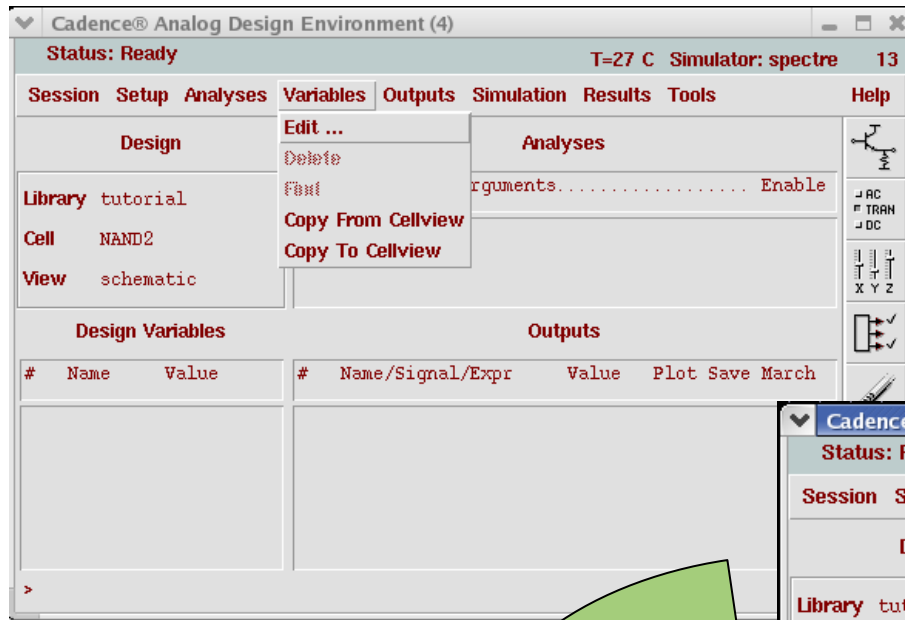 Cadence® Analog Design Environment (4)
Status: Ready T=27 C Simulator: spectre 13
Session Setup Analyses Variables Outputs Simulation Results Tools Help
Edit ...
Delete
Find
Copy From Cellview
Copy To Cellview
Design
Analyses
Library tutorial
Cell NAND2
View schematic
rguments.................. Enable
AC
TRAN
DC
X Y Z
Design Variables
Outputs
# Name Value
# Name/Signal/Expr Value Plot Save March
>
Cadence
Status: F
Session S
D
Library tut